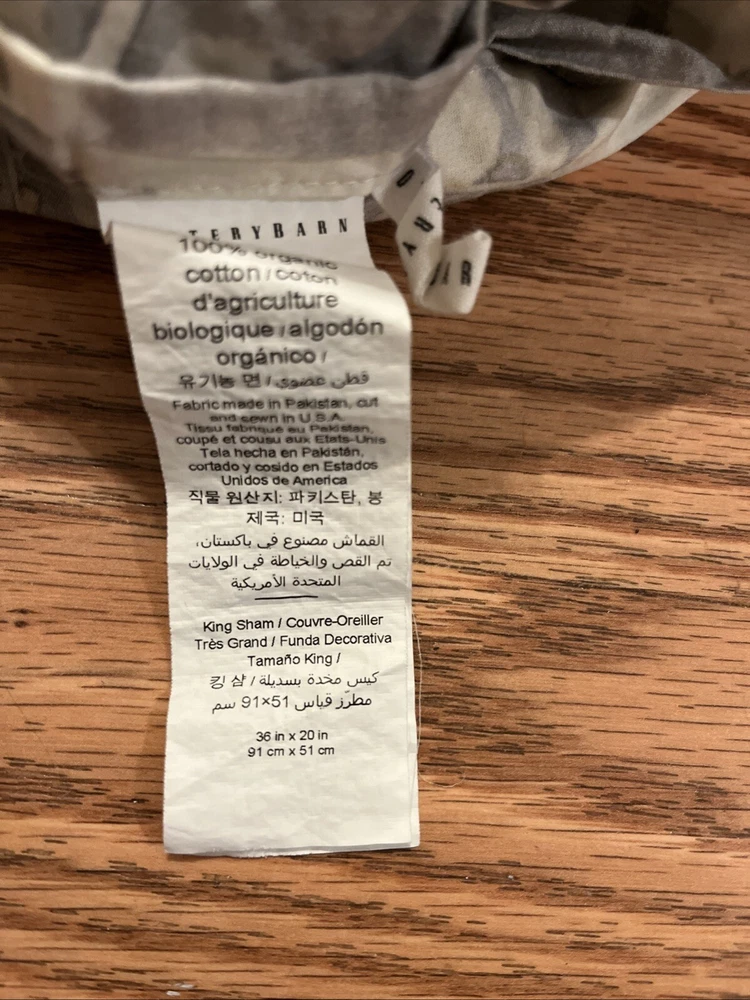 TERYBARN
100% organic
cotton / coton
d'agriculture
biologique / algodón
orgánico /
유기농 면 / قطن عضوي
Fabric made in Pakistan, cut
and sewn in U.S.A.
Tissu fabriqué au Pakistan,
coupé et cousu aux Etats-Unis
Tela hecha en Pakistán,
cortado y cosido en Estados
Unidos de America
직물 원산지: 파키스탄, 봉
제국: 미국
القماش مصنوع في باكستان،
تم القص والخياطة في الولايات
المتحدة الأمريكية
King Sham / Couvre-Oreiller
Très Grand / Funda Decorativa
Tamaño King /
킹 샴 / كيس مخدة بسديلة
مطرّز قياس 51×91 سم
36 in x 20 in
91 cm x 51 cm